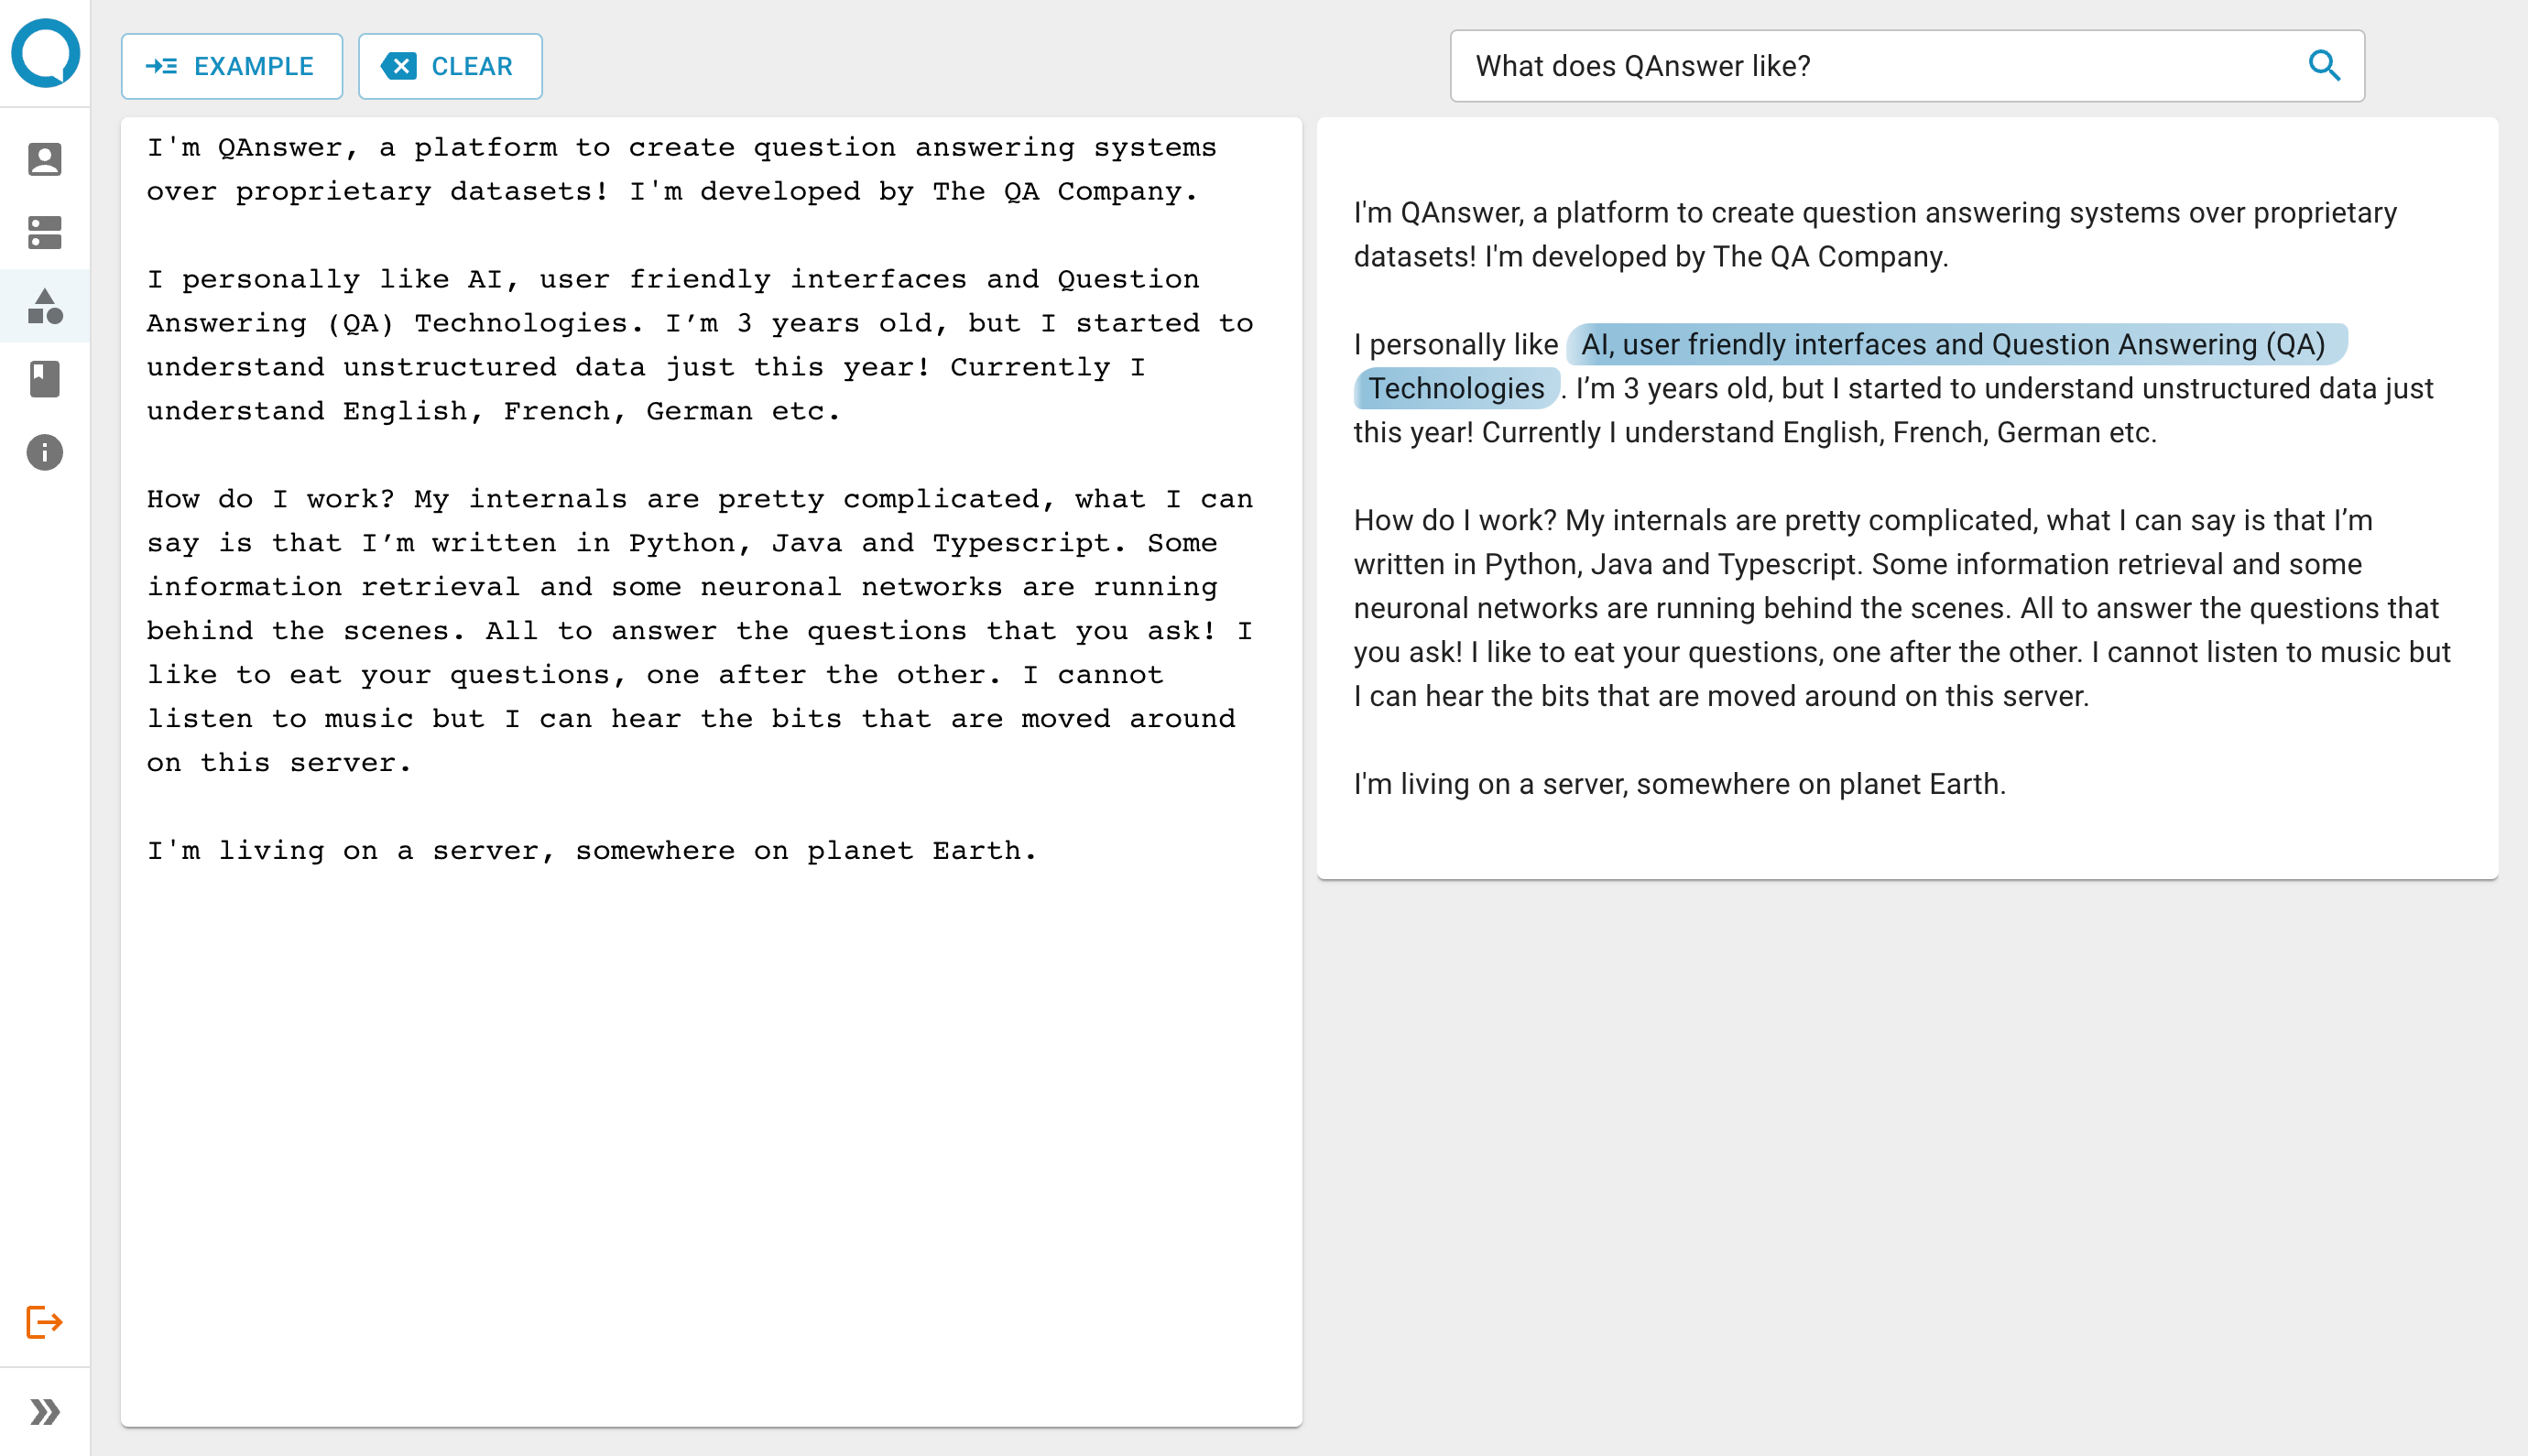 EXAMPLE
CLEAR
What does QAnswer like?
I'm QAnswer, a platform to create question answering systems
over proprietary datasets! I'm developed by The QA Company.
I personally like AI, user friendly interfaces and Question
Answering (QA) Technologies. I’m 3 years old, but I started to
understand unstructured data just this year! Currently I
understand English, French, German etc.
How do I work? My internals are pretty complicated, what I can
say is that I’m written in Python, Java and Typescript. Some
information retrieval and some neuronal networks are running
behind the scenes. All to answer the questions that you ask! I
like to eat your questions, one after the other. I cannot
listen to music but I can hear the bits that are moved around
on this server.
I'm living on a server, somewhere on planet Earth.
I'm QAnswer, a platform to create question answering systems over proprietary
datasets! I'm developed by The QA Company.
I personally like AI, user friendly interfaces and Question Answering (QA)
Technologies. I’m 3 years old, but I started to understand unstructured data just
this year! Currently I understand English, French, German etc.
How do I work? My internals are pretty complicated, what I can say is that I’m
written in Python, Java and Typescript. Some information retrieval and some
neuronal networks are running behind the scenes. All to answer the questions that
you ask! I like to eat your questions, one after the other. I cannot listen to music but
I can hear the bits that are moved around on this server.
I'm living on a server, somewhere on planet Earth.